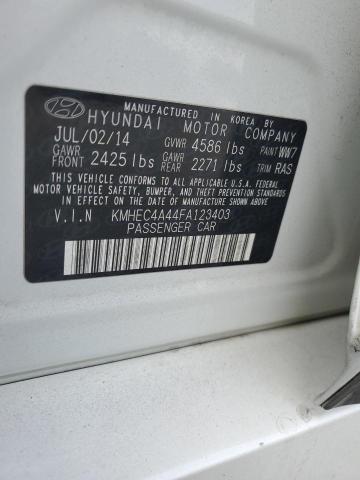 MANUFACTURED IN KOREA BY
HYUNDAI MOTOR COMPANY
JUL/02/14 GVWR 4586 lbs PAINT WW7
GAWR FRONT 2425 lbs GAWR REAR 2271 lbs TRIM RAS
THIS VEHICLE CONFORMS TO ALL APPLICABLE U.S.A FEDERAL
MOTOR VEHICLE SAFETY, BUMPER, AND THEFT PREVENTION STANDARDS
IN EFFECT ON THE DATE OF MANUFACTURE SHOWN ABOVE.
V.I.N KMHEC4A44FA123403
PASSENGER CAR